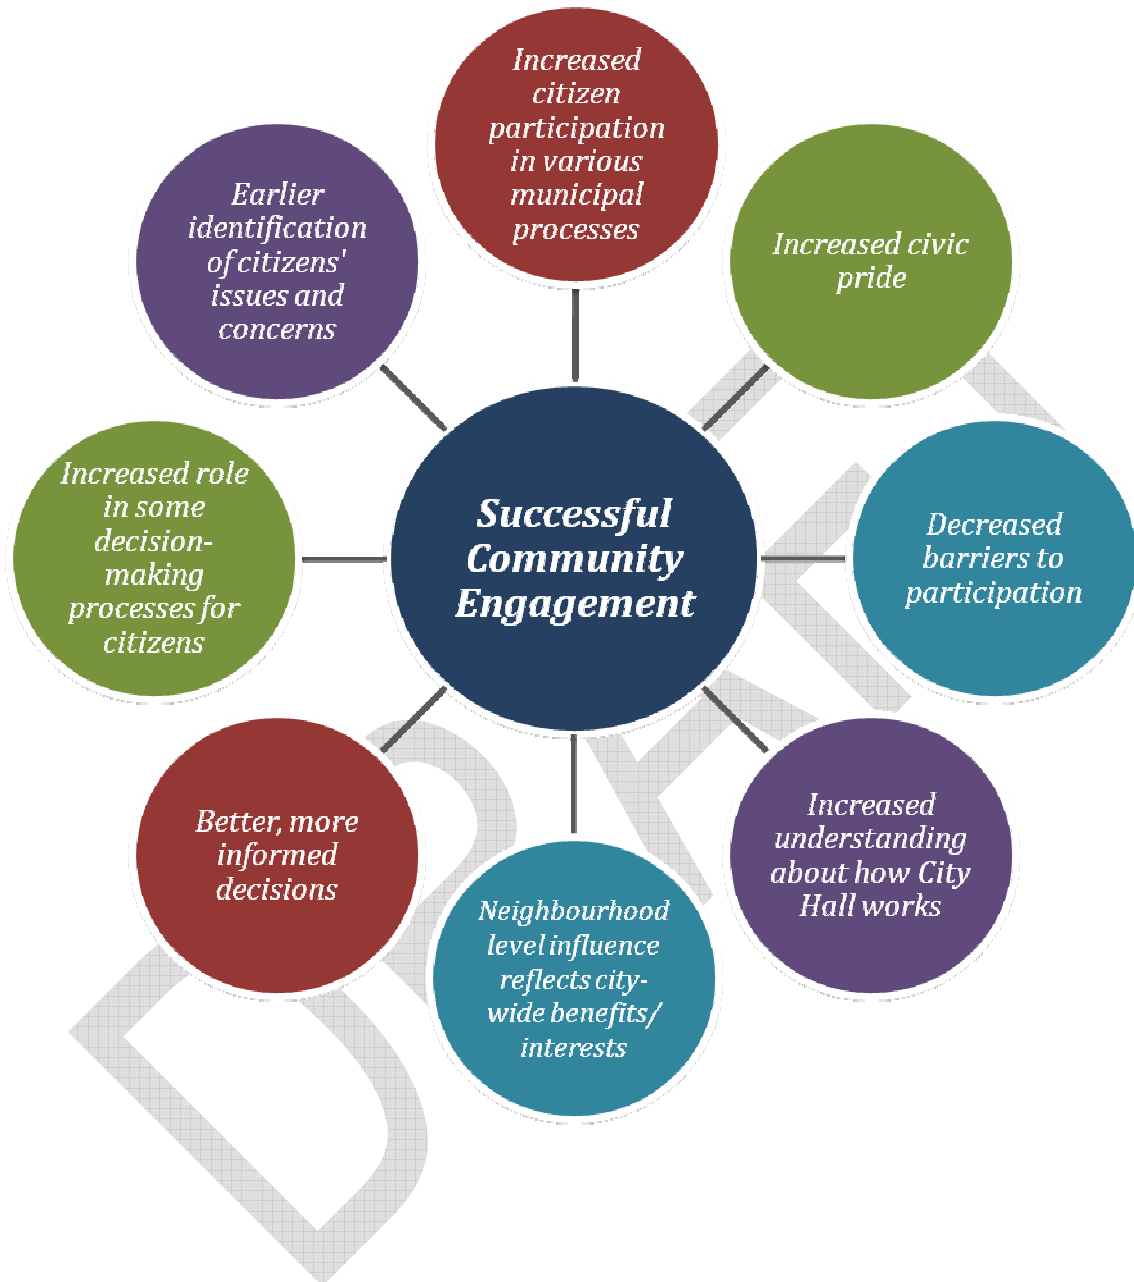 Increased
citizen
participation
in various
municipal
processes
Increased civic
pride
Decreased
barriers to
participation
Increased
understanding
about how City
Hall works
Neighbourhood
level influence
reflects city-
wide benefits/
interests
Better, more
informed
decisions
Increased role
in some
decision-
making
processes for
citizens
Earlier
identification
of citizens'
issues and
concerns
Successful
Community
Engagement
DRAFT